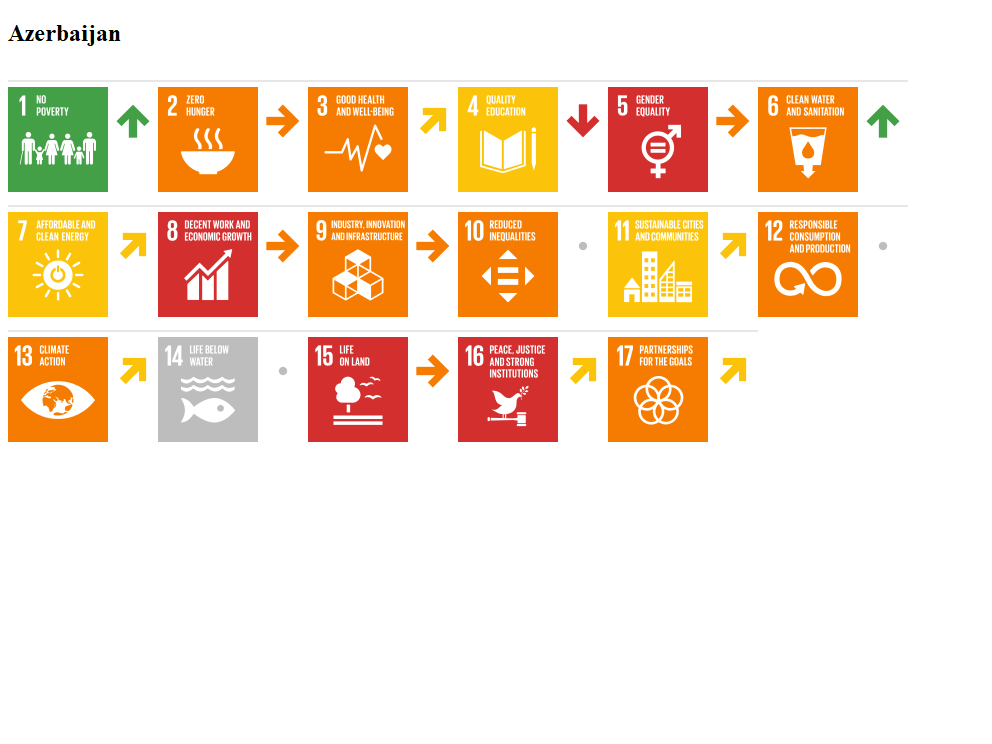 Azerbaijan
1 NO
POVERTY
2 ZERO
HUNGER
3 GOOD HEALTH
AND WELL-BEING
4 QUALITY
EDUCATION
5 GENDER
EQUALITY
6 CLEAN WATER
AND SANITATION
7 AFFORDABLE AND
CLEAN ENERGY
8 DECENT WORK AND
ECONOMIC GROWTH
9 INDUSTRY, INNOVATION
AND INFRASTRUCTURE
10 REDUCED
INEQUALITIES
11 SUSTAINABLE CITIES
AND COMMUNITIES
12 RESPONSIBLE
CONSUMPTION
AND PRODUCTION
13 CLIMATE
ACTION
14 LIFE BELOW
WATER
15 LIFE
ON LAND
16 PEACE, JUSTICE
AND STRONG
INSTITUTIONS
17 PARTNERSHIPS
FOR THE GOALS